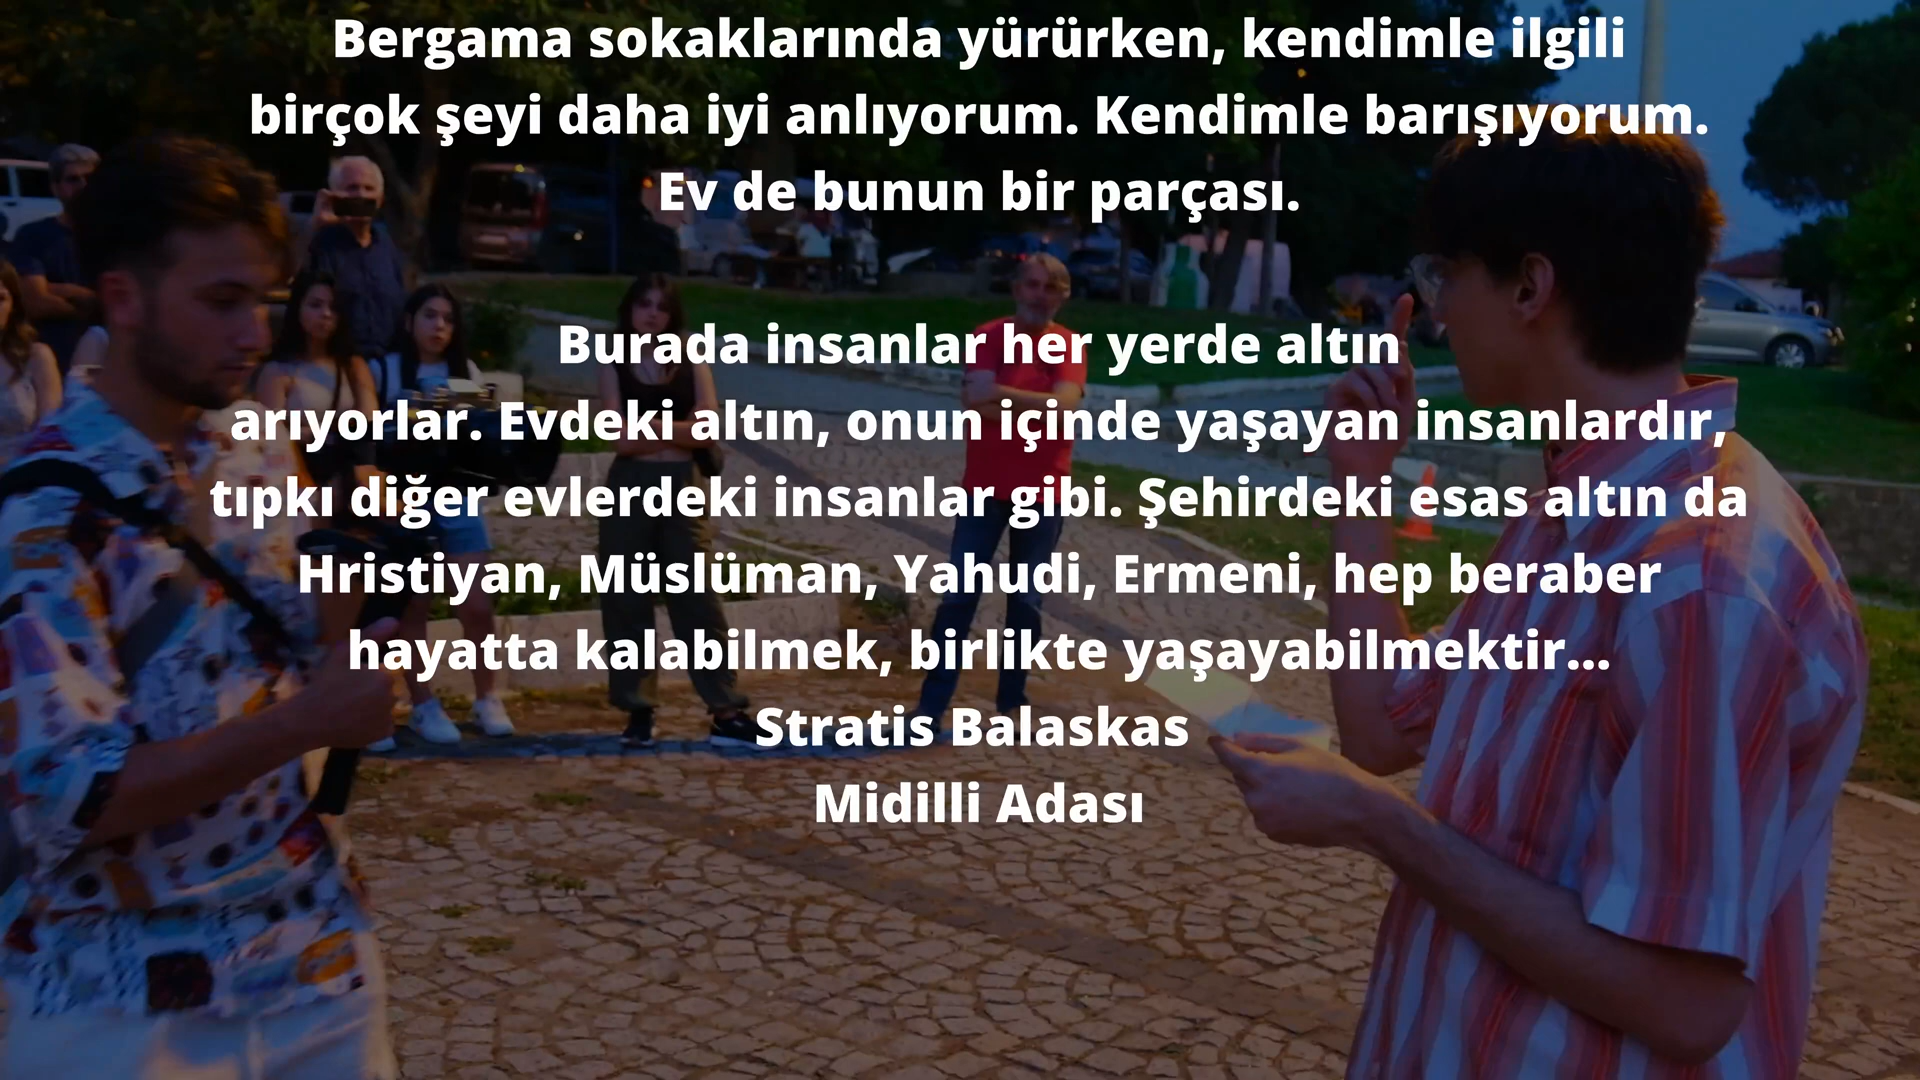 Bergama sokaklarında yürürken, kendimle ilgili
birçok şeyi daha iyi anlıyorum. Kendimle barışıyorum.
Ev de bunun bir parçası.
Burada insanlar her yerde altın
arıyorlar. Evdeki altın, onun içinde yaşayan insanlardır,
tıpkı diğer evlerdeki insanlar gibi. Şehirdeki esas altın da
Hristiyan, Müslüman, Yahudi, Ermeni, hep beraber
hayatta kalabilmek, birlikte yaşayabilmektir...
Stratis Balaskas
Midilli Adası